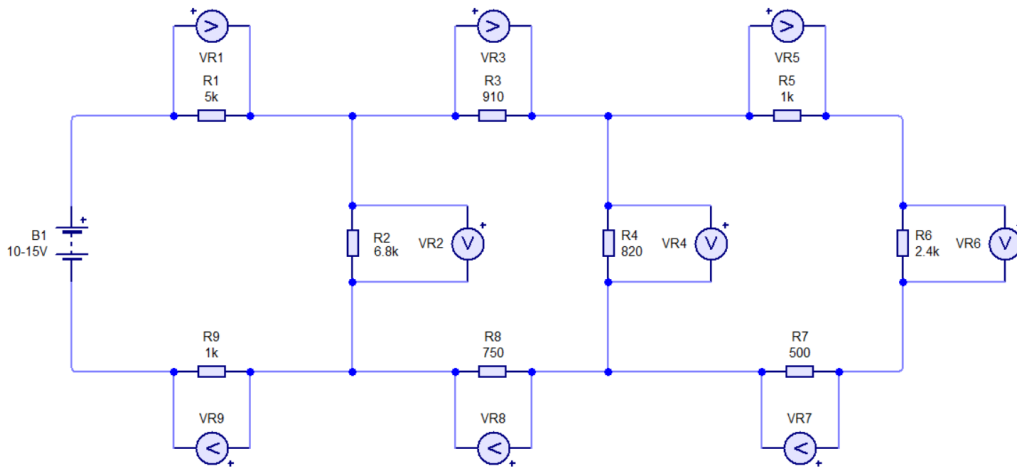 VR1
R1
5k
VR3
R3
910
VR5
R5
1k
B1
10-15V
R2
6.8k
VR2
V
R4
820
VR4
V
R6
2.4k
VR6
V
R9
1k
VR9
R8
750
VR8
R7
500
VR7